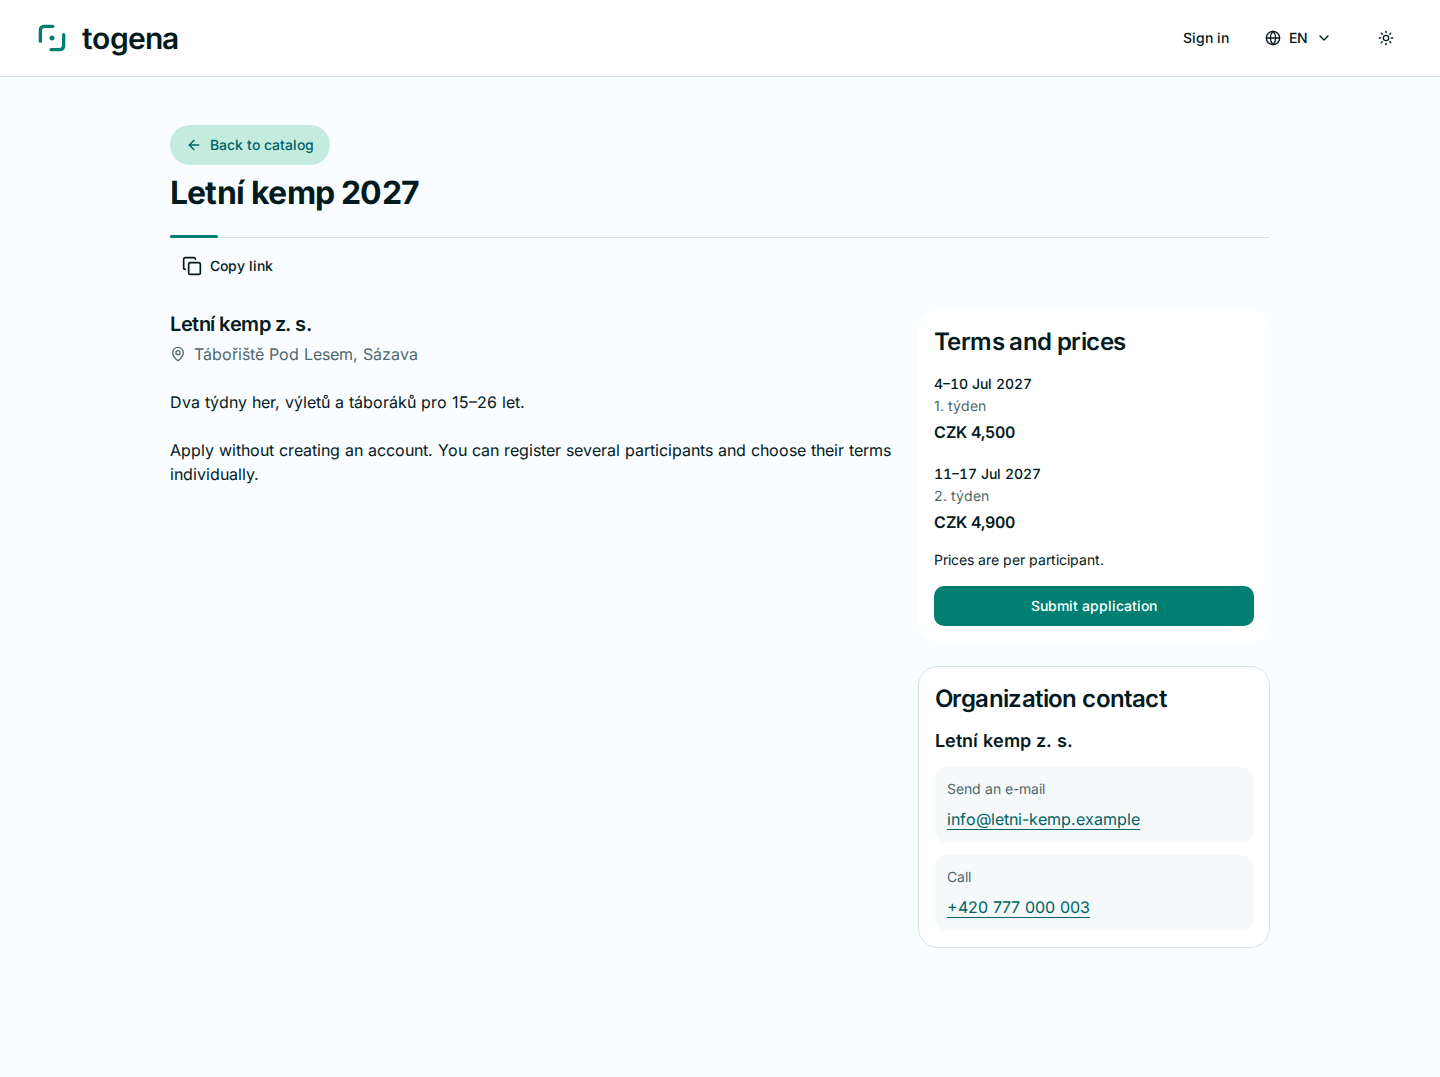 togena
Sign in
EN
Back to catalog
Letní kemp 2027
Copy link
Letní kemp z. s.
Tábořiště Pod Lesem, Sázava
Dva týdny her, výletů a táboráků pro 15–26 let.
Apply without creating an account. You can register several participants and choose their terms
individually.
Terms and prices
4–10 Jul 2027
1. týden
CZK 4,500
11–17 Jul 2027
2. týden
CZK 4,900
Prices are per participant.
Submit application
Organization contact
Letní kemp z. s.
Send an e-mail
info@letni-kemp.example
Call
+420 777 000 003